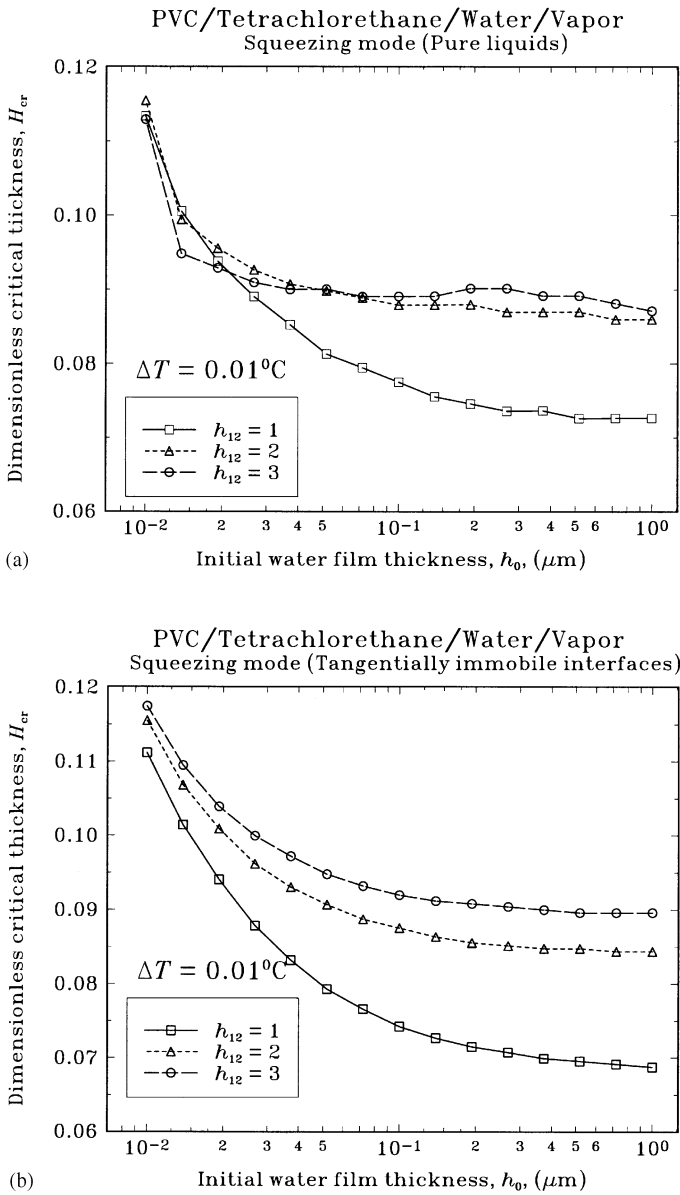 PVC/Tetrachlorethane/Water/Vapor
Squeezing mode (Pure liquids)
0.12
0.10
0.08
0.06
Dimensionless critical tiickness, H_cr
ΔT = 0.01⁰C
h₁₂ = 1
h₁₂ = 2
h₁₂ = 3
10⁻² 2 3 4 5 10⁻¹ 2 3 4 5 6 10⁰
(a)
Initial water film thickness, h₀, (μm)
PVC/Tetrachlorethane/Water/Vapor
Squeezing mode (Tangentially immobile interfaces)
0.12
0.11
0.10
0.09
0.08
0.07
0.06
Dimensionless critical thickness, H_cr
ΔT = 0.01⁰C
h₁₂ = 1
h₁₂ = 2
h₁₂ = 3
10⁻² 2 3 4 5 10⁻¹ 2 3 4 5 6 10⁰
(b)
Initial water film thickness, h₀, (μm)